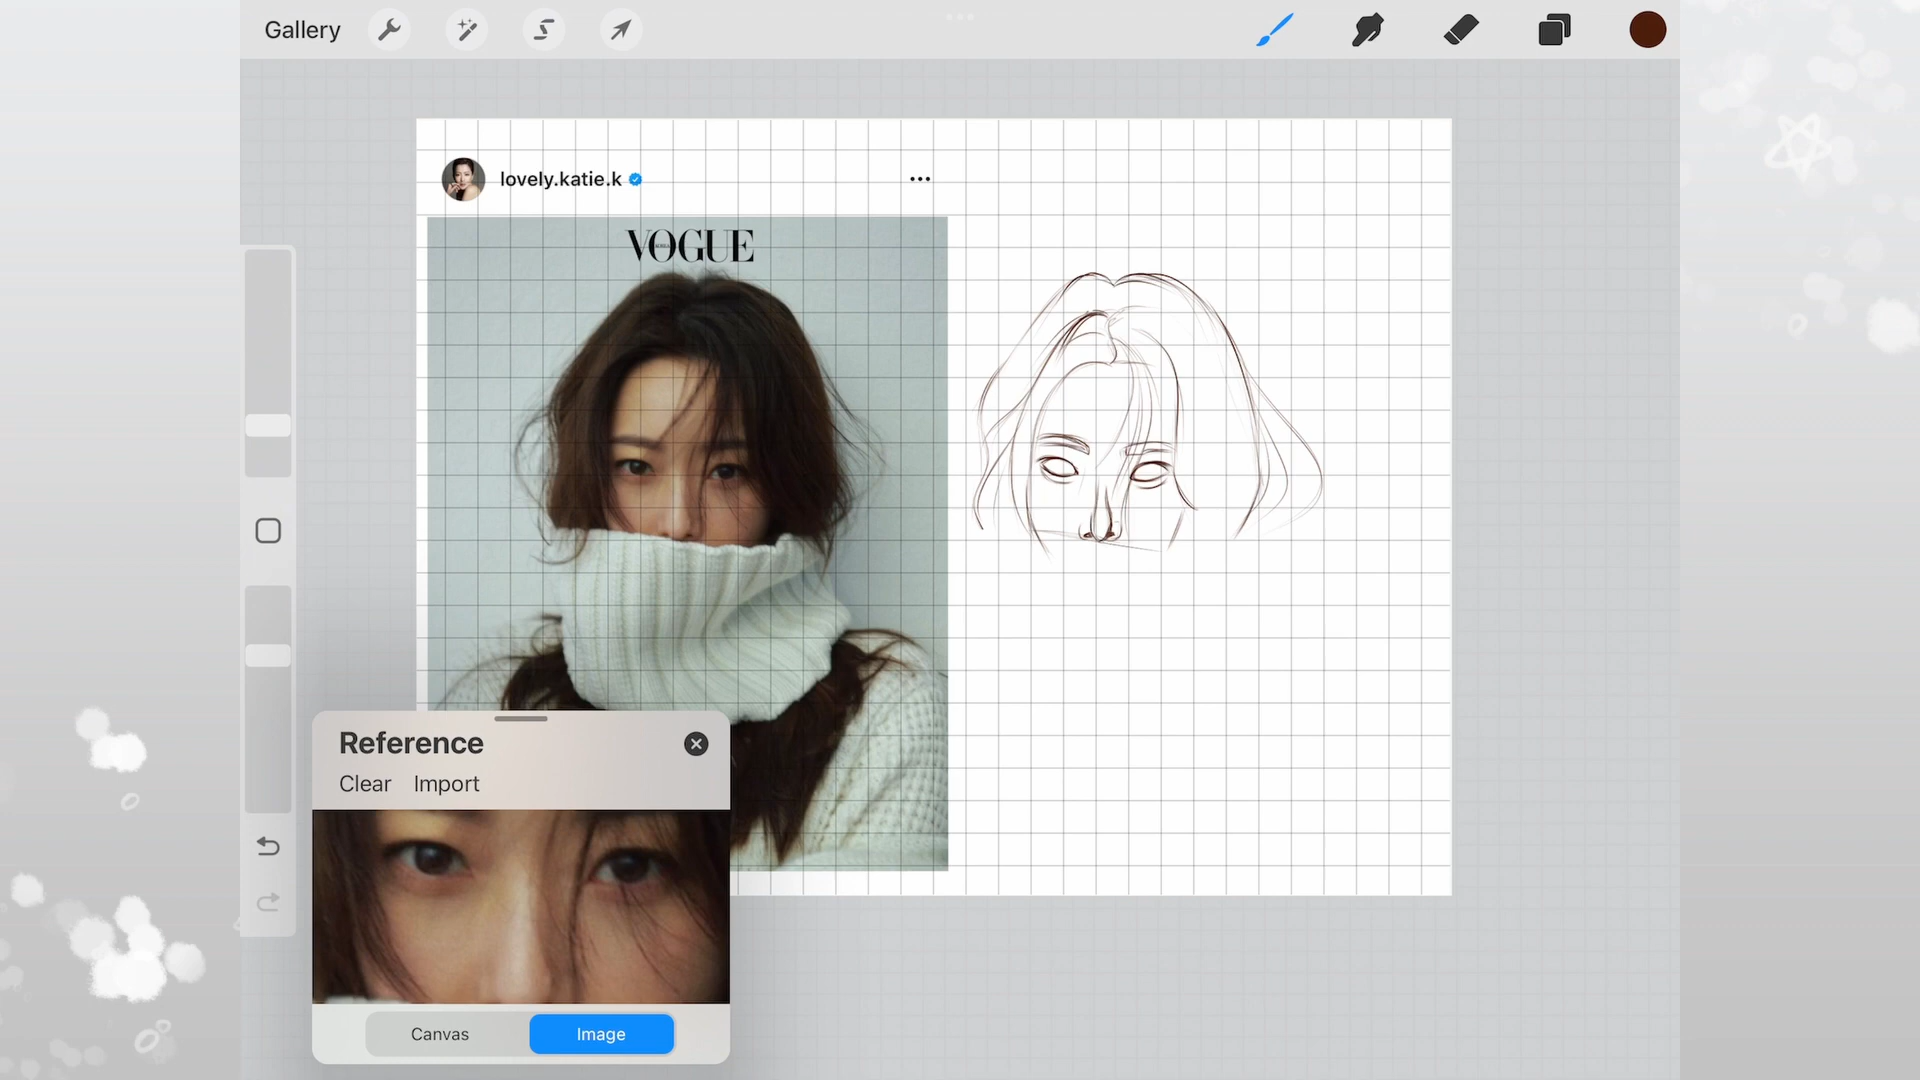 Gallery
lovely.katie.k
VOGUE
Reference
Clear Import
Canvas Image